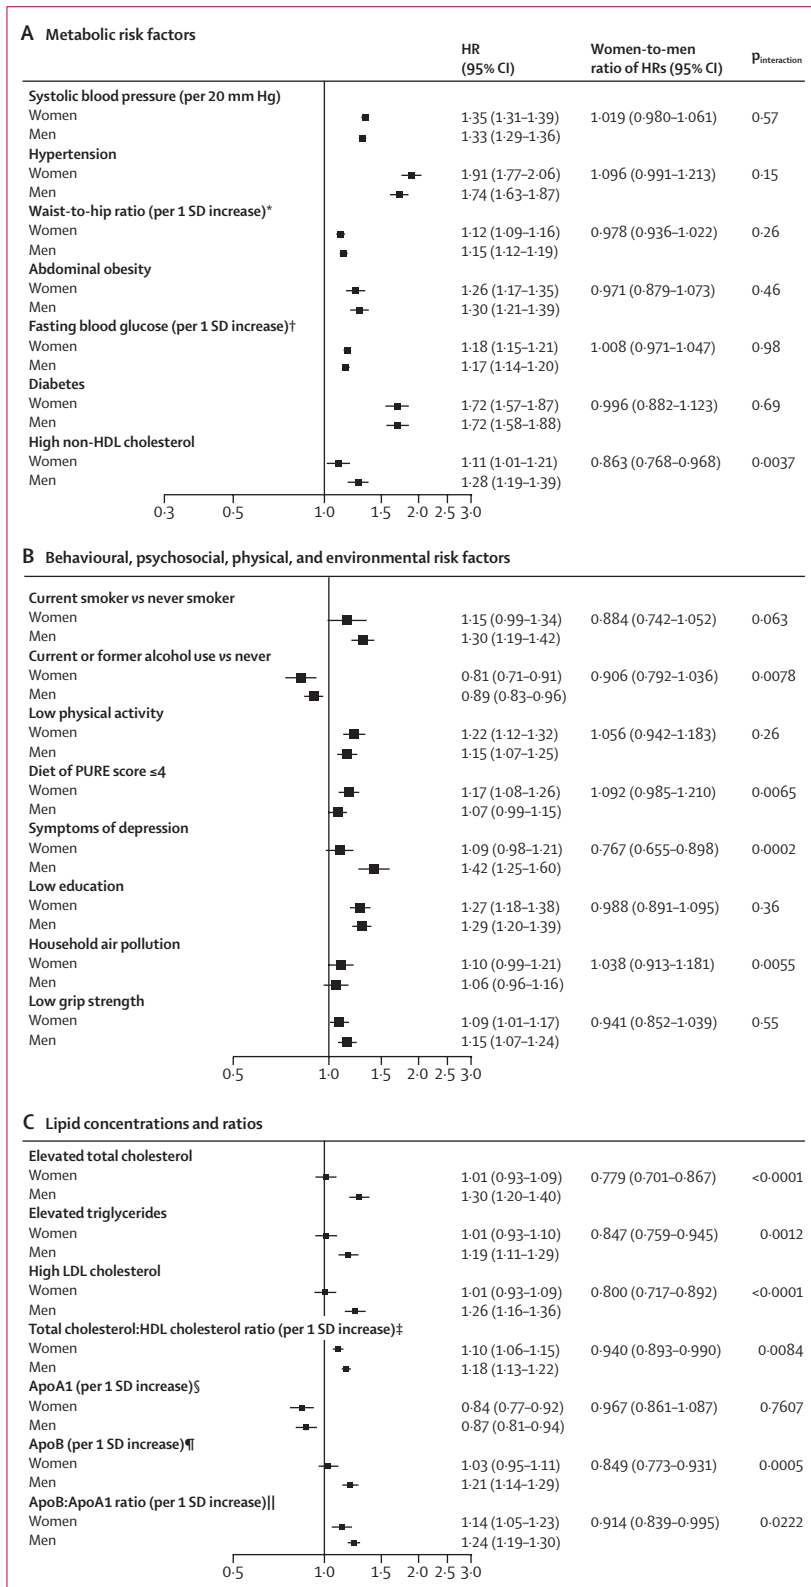 A Metabolic risk factors
HR (95% CI) Women-to-men ratio of HRs (95% CI) pinteraction
Systolic blood pressure (per 20 mm Hg)
Women 1·35 (1·31–1·39) 1·019 (0·980–1·061) 0·57
Men 1·33 (1·29–1·36)
Hypertension
Women 1·91 (1·77–2·06) 1·096 (0·991–1·213) 0·15
Men 1·74 (1·63–1·87)
Waist-to-hip ratio (per 1 SD increase)*
Women 1·12 (1·09–1·16) 0·978 (0·936–1·022) 0·26
Men 1·15 (1·12–1·19)
Abdominal obesity
Women 1·26 (1·17–1·35) 0·971 (0·879–1·073) 0·46
Men 1·30 (1·21–1·39)
Fasting blood glucose (per 1 SD increase)†
Women 1·18 (1·15–1·21) 1·008 (0·971–1·047) 0·98
Men 1·17 (1·14–1·20)
Diabetes
Women 1·72 (1·57–1·87) 0·996 (0·882–1·123) 0·69
Men 1·72 (1·58–1·88)
High non-HDL cholesterol
Women 1·11 (1·01–1·21) 0·863 (0·768–0·968) 0·0037
Men 1·28 (1·19–1·39)
0·3 0·5 1·0 1·5 2·0 2·5 3·0
B Behavioural, psychosocial, physical, and environmental risk factors
Current smoker vs never smoker
Women 1·15 (0·99–1·34) 0·884 (0·742–1·052) 0·063
Men 1·30 (1·19–1·42)
Current or former alcohol use vs never
Women 0·81 (0·71–0·91) 0·906 (0·792–1·036) 0·0078
Men 0·89 (0·83–0·96)
Low physical activity
Women 1·22 (1·12–1·32) 1·056 (0·942–1·183) 0·26
Men 1·15 (1·07–1·25)
Diet of PURE score ≤4
Women 1·17 (1·08–1·26) 1·092 (0·985–1·210) 0·0065
Men 1·07 (0·99–1·15)
Symptoms of depression
Women 1·09 (0·98–1·21) 0·767 (0·655–0·898) 0·0002
Men 1·42 (1·25–1·60)
Low education
Women 1·27 (1·18–1·38) 0·988 (0·891–1·095) 0·36
Men 1·29 (1·20–1·39)
Household air pollution
Women 1·10 (0·99–1·21) 1·038 (0·913–1·181) 0·0055
Men 1·06 (0·96–1·16)
Low grip strength
Women 1·09 (1·01–1·17) 0·941 (0·852–1·039) 0·55
Men 1·15 (1·07–1·24)
0·5 1·0 1·5 2·0 2·5 3·0
C Lipid concentrations and ratios
Elevated total cholesterol
Women 1·01 (0·93–1·09) 0·779 (0·701–0·867) <0·0001
Men 1·30 (1·20–1·40)
Elevated triglycerides
Women 1·01 (0·93–1·10) 0·847 (0·759–0·945) 0·0012
Men 1·19 (1·11–1·29)
High LDL cholesterol
Women 1·01 (0·93–1·09) 0·800 (0·717–0·892) <0·0001
Men 1·26 (1·16–1·36)
Total cholesterol:HDL cholesterol ratio (per 1 SD increase)‡
Women 1·10 (1·06–1·15) 0·940 (0·893–0·990) 0·0084
Men 1·18 (1·13–1·22)
ApoA1 (per 1 SD increase)§
Women 0·84 (0·77–0·92) 0·967 (0·861–1·087) 0·7607
Men 0·87 (0·81–0·94)
ApoB (per 1 SD increase)¶
Women 1·03 (0·95–1·11) 0·849 (0·773–0·931) 0·0005
Men 1·21 (1·14–1·29)
ApoB:ApoA1 ratio (per 1 SD increase)||
Women 1·14 (1·05–1·23) 0·914 (0·839–0·995) 0·0222
Men 1·24 (1·19–1·30)
0·5 1·0 1·5 2·0 2·5 3·0